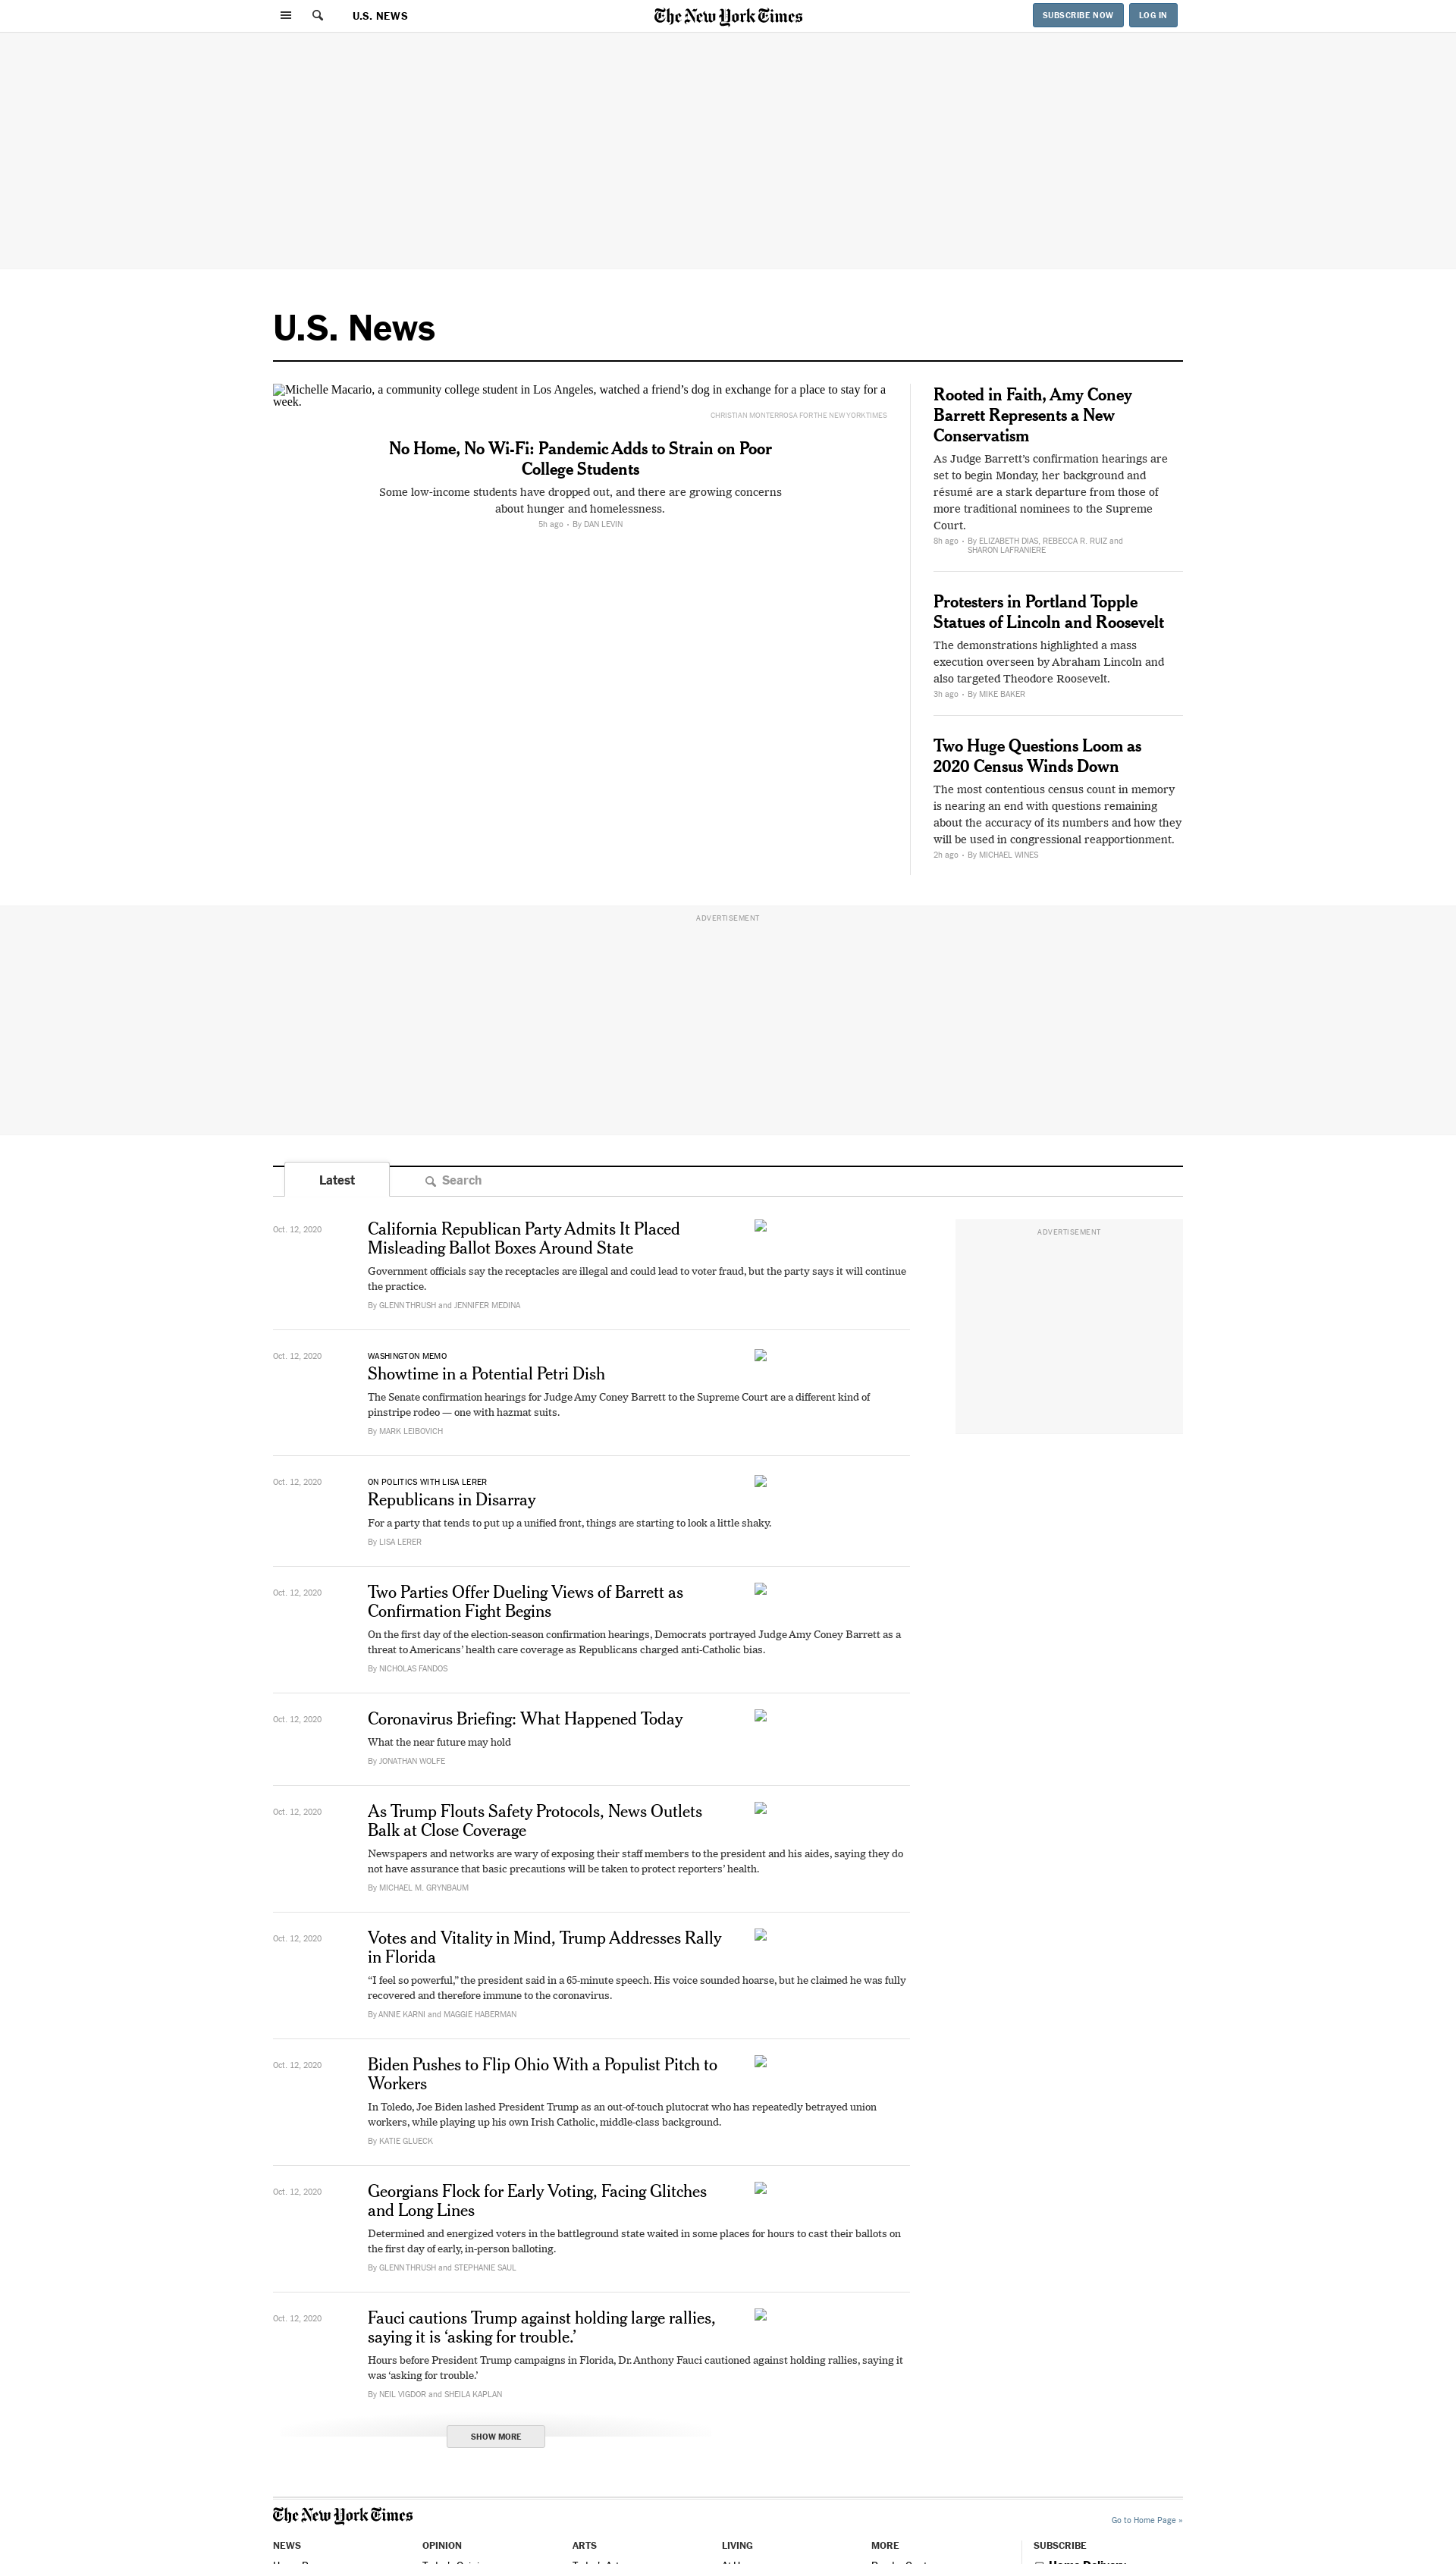 U.S. NEWS
The New York Times
SUBSCRIBE NOW
LOG IN
U.S. News
Michelle Macario, a community college student in Los Angeles, watched a friend’s dog in exchange for a place to stay for a
week.
CHRISTIAN MONTERROSA FOR THE NEW YORK TIMES
No Home, No Wi-Fi: Pandemic Adds to Strain on Poor
College Students
Some low-income students have dropped out, and there are growing concerns
about hunger and homelessness.
5h ago • By DAN LEVIN
Rooted in Faith, Amy Coney
Barrett Represents a New
Conservatism
As Judge Barrett’s confirmation hearings are
set to begin Monday, her background and
résumé are a stark departure from those of
more traditional nominees to the Supreme
Court.
8h ago • By ELIZABETH DIAS, REBECCA R. RUIZ and
SHARON LAFRANIERE
Protesters in Portland Topple
Statues of Lincoln and Roosevelt
The demonstrations highlighted a mass
execution overseen by Abraham Lincoln and
also targeted Theodore Roosevelt.
3h ago • By MIKE BAKER
Two Huge Questions Loom as
2020 Census Winds Down
The most contentious census count in memory
is nearing an end with questions remaining
about the accuracy of its numbers and how they
will be used in congressional reapportionment.
2h ago • By MICHAEL WINES
ADVERTISEMENT
Latest
Search
Oct. 12, 2020
California Republican Party Admits It Placed
Misleading Ballot Boxes Around State
Government officials say the receptacles are illegal and could lead to voter fraud, but the party says it will continue
the practice.
By GLENN THRUSH and JENNIFER MEDINA
ADVERTISEMENT
Oct. 12, 2020
WASHINGTON MEMO
Showtime in a Potential Petri Dish
The Senate confirmation hearings for Judge Amy Coney Barrett to the Supreme Court are a different kind of
pinstripe rodeo — one with hazmat suits.
By MARK LEIBOVICH
Oct. 12, 2020
ON POLITICS WITH LISA LERER
Republicans in Disarray
For a party that tends to put up a unified front, things are starting to look a little shaky.
By LISA LERER
Oct. 12, 2020
Two Parties Offer Dueling Views of Barrett as
Confirmation Fight Begins
On the first day of the election-season confirmation hearings, Democrats portrayed Judge Amy Coney Barrett as a
threat to Americans’ health care coverage as Republicans charged anti-Catholic bias.
By NICHOLAS FANDOS
Oct. 12, 2020
Coronavirus Briefing: What Happened Today
What the near future may hold
By JONATHAN WOLFE
Oct. 12, 2020
As Trump Flouts Safety Protocols, News Outlets
Balk at Close Coverage
Newspapers and networks are wary of exposing their staff members to the president and his aides, saying they do
not have assurance that basic precautions will be taken to protect reporters’ health.
By MICHAEL M. GRYNBAUM
Oct. 12, 2020
Votes and Vitality in Mind, Trump Addresses Rally
in Florida
“I feel so powerful,” the president said in a 65-minute speech. His voice sounded hoarse, but he claimed he was fully
recovered and therefore immune to the coronavirus.
By ANNIE KARNI and MAGGIE HABERMAN
Oct. 12, 2020
Biden Pushes to Flip Ohio With a Populist Pitch to
Workers
In Toledo, Joe Biden lashed President Trump as an out-of-touch plutocrat who has repeatedly betrayed union
workers, while playing up his own Irish Catholic, middle-class background.
By KATIE GLUECK
Oct. 12, 2020
Georgians Flock for Early Voting, Facing Glitches
and Long Lines
Determined and energized voters in the battleground state waited in some places for hours to cast their ballots on
the first day of early, in-person balloting.
By GLENN THRUSH and STEPHANIE SAUL
Oct. 12, 2020
Fauci cautions Trump against holding large rallies,
saying it is ‘asking for trouble.’
Hours before President Trump campaigns in Florida, Dr. Anthony Fauci cautioned against holding rallies, saying it
was ‘asking for trouble.’
By NEIL VIGDOR and SHEILA KAPLAN
SHOW MORE
The New York Times
Go to Home Page »
NEWS
OPINION
ARTS
LIVING
MORE
SUBSCRIBE
Home Delivery